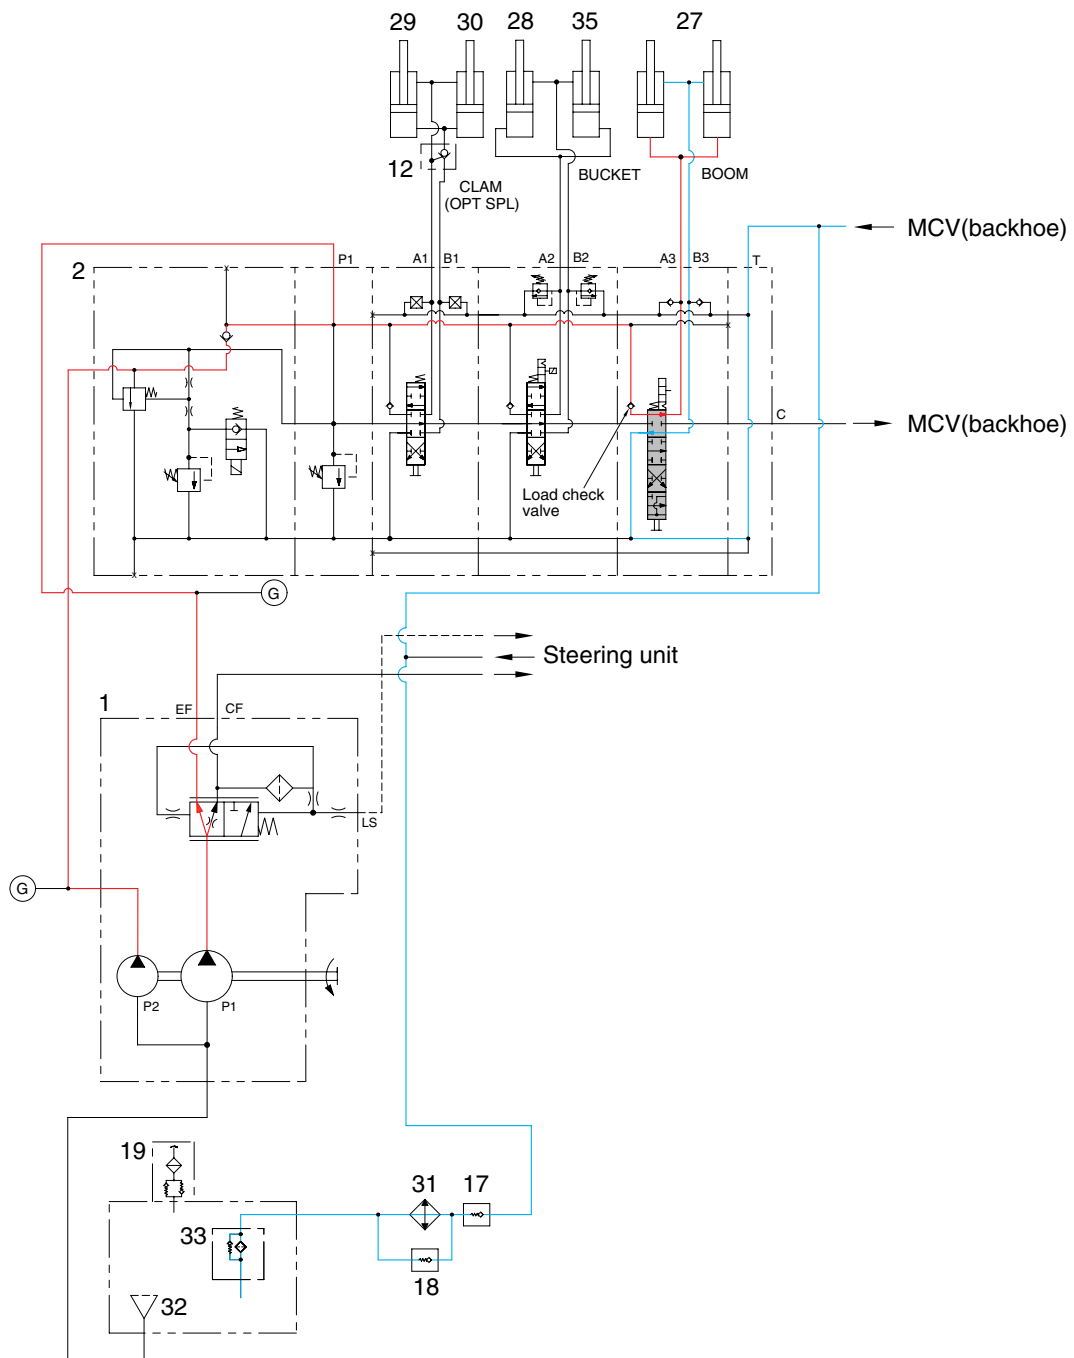 29 30 28 35 27
12
CLAM
(OPT SPL)
BUCKET
BOOM
MCV(backhoe)
2
P1 A1 B1 A2 B2 A3 B3 T
C
MCV(backhoe)
Load check
valve
G
Steering unit
1
EF CF
LS
G
P2 P1
19
31 17
33
18
32